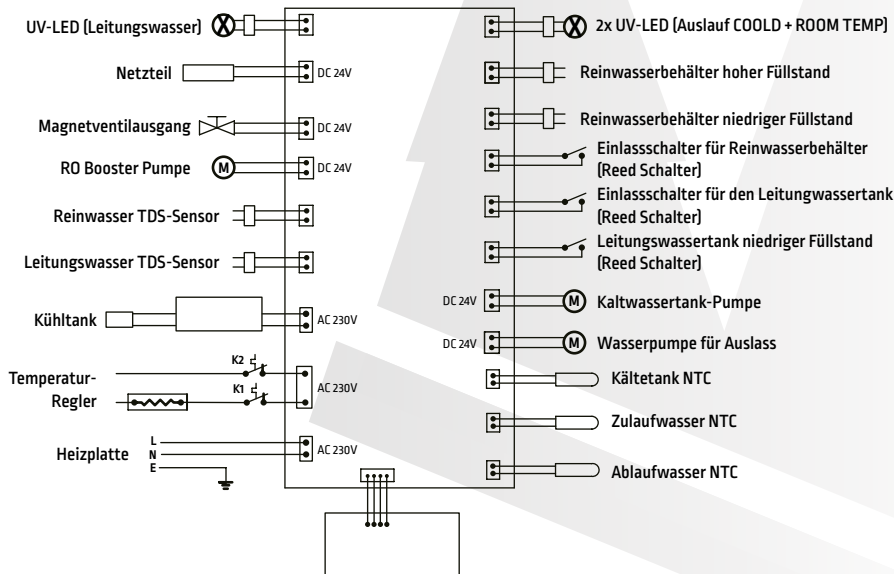 UV-LED (Leitungswasser)
Netzteil
DC 24V
Magnetventilausgang
DC 24V
RO Booster Pumpe
M
DC 24V
Reinwasser TDS-Sensor
Leitungswasser TDS-Sensor
Kühltank
AC 230V
Temperatur-
Regler
K2
K1
AC 230V
Heizplatte
L
N
E
AC 230V
2x UV-LED (Auslauf COOLD + ROOM TEMP)
Reinwasserbehälter hoher Füllstand
Reinwasserbehälter niedriger Füllstand
Einlassschalter für Reinwasserbehälter
(Reed Schalter)
Einlassschalter für den Leitungwassertank
(Reed Schalter)
Leitungswassertank niedriger Füllstand
(Reed Schalter)
DC 24V
M
Kaltwassertank-Pumpe
DC 24V
M
Wasserpumpe für Auslass
Kältetank NTC
Zulaufwasser NTC
Ablaufwasser NTC